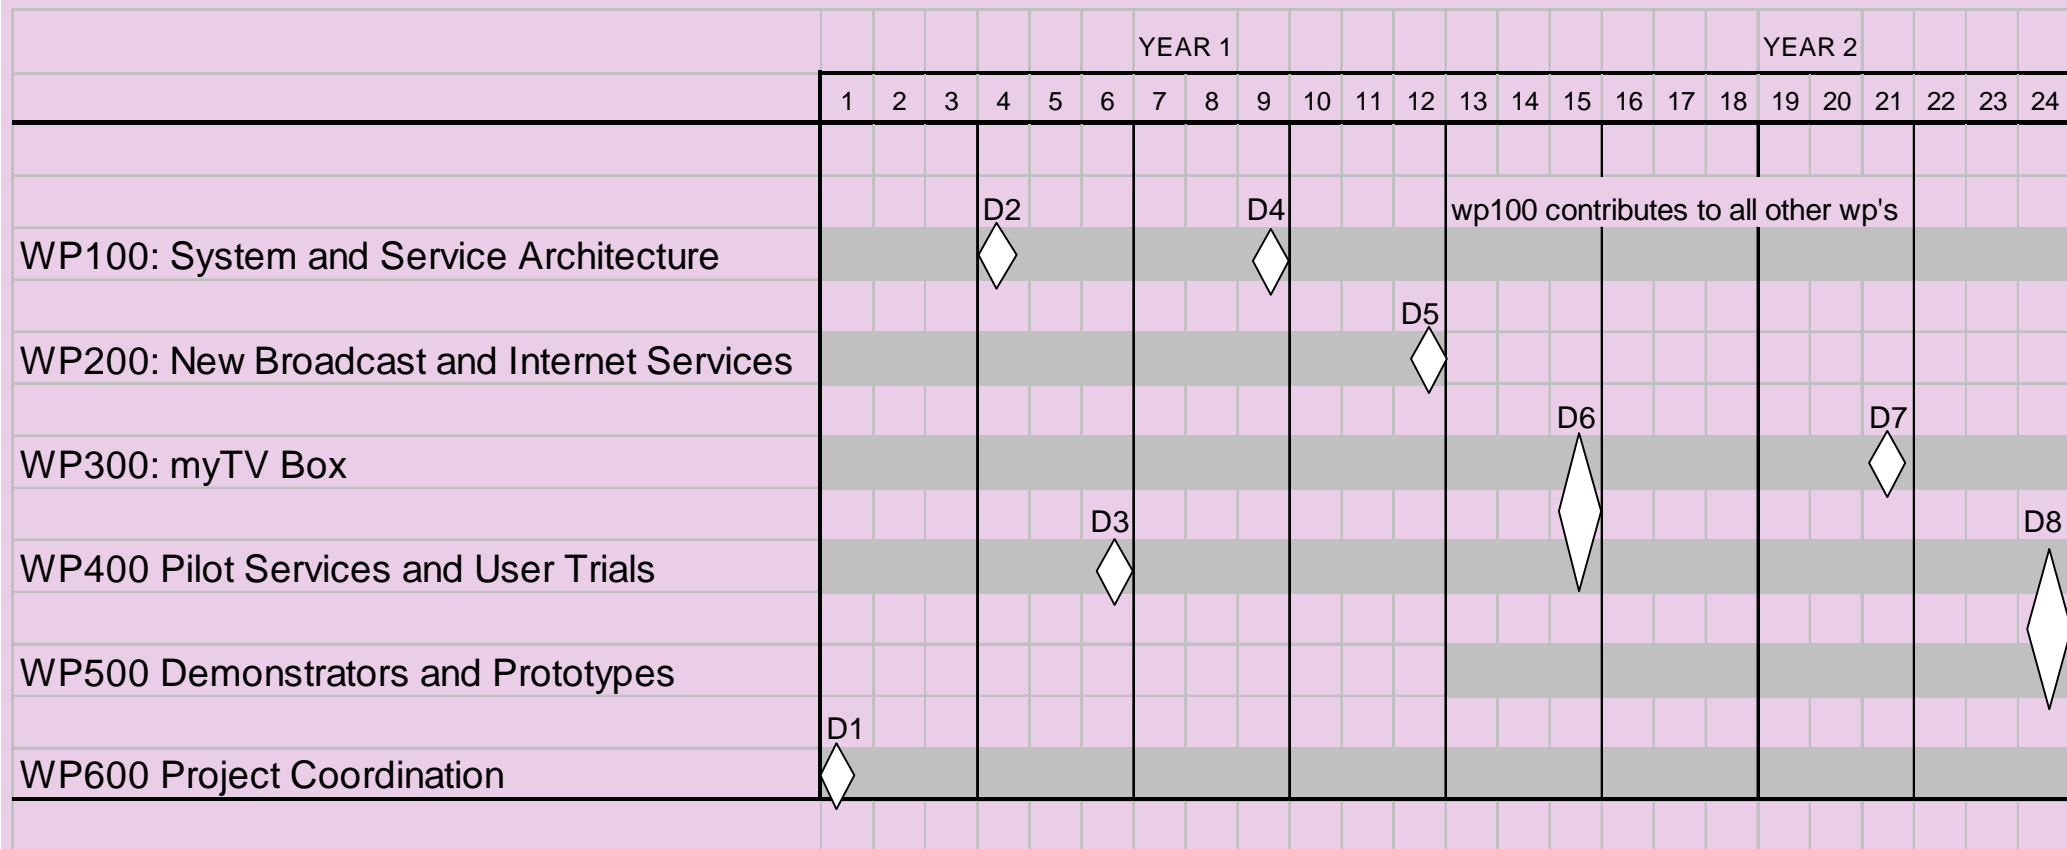 YEAR 1 YEAR 2
1 2 3 4 5 6 7 8 9 10 11 12 13 14 15 16 17 18 19 20 21 22 23 24
D2 D4 wp100 contributes to all other wp's
WP100: System and Service Architecture
D5
WP200: New Broadcast and Internet Services
D6 D7
WP300: myTV Box
D3 D8
WP400 Pilot Services and User Trials
WP500 Demonstrators and Prototypes
D1
WP600 Project Coordination